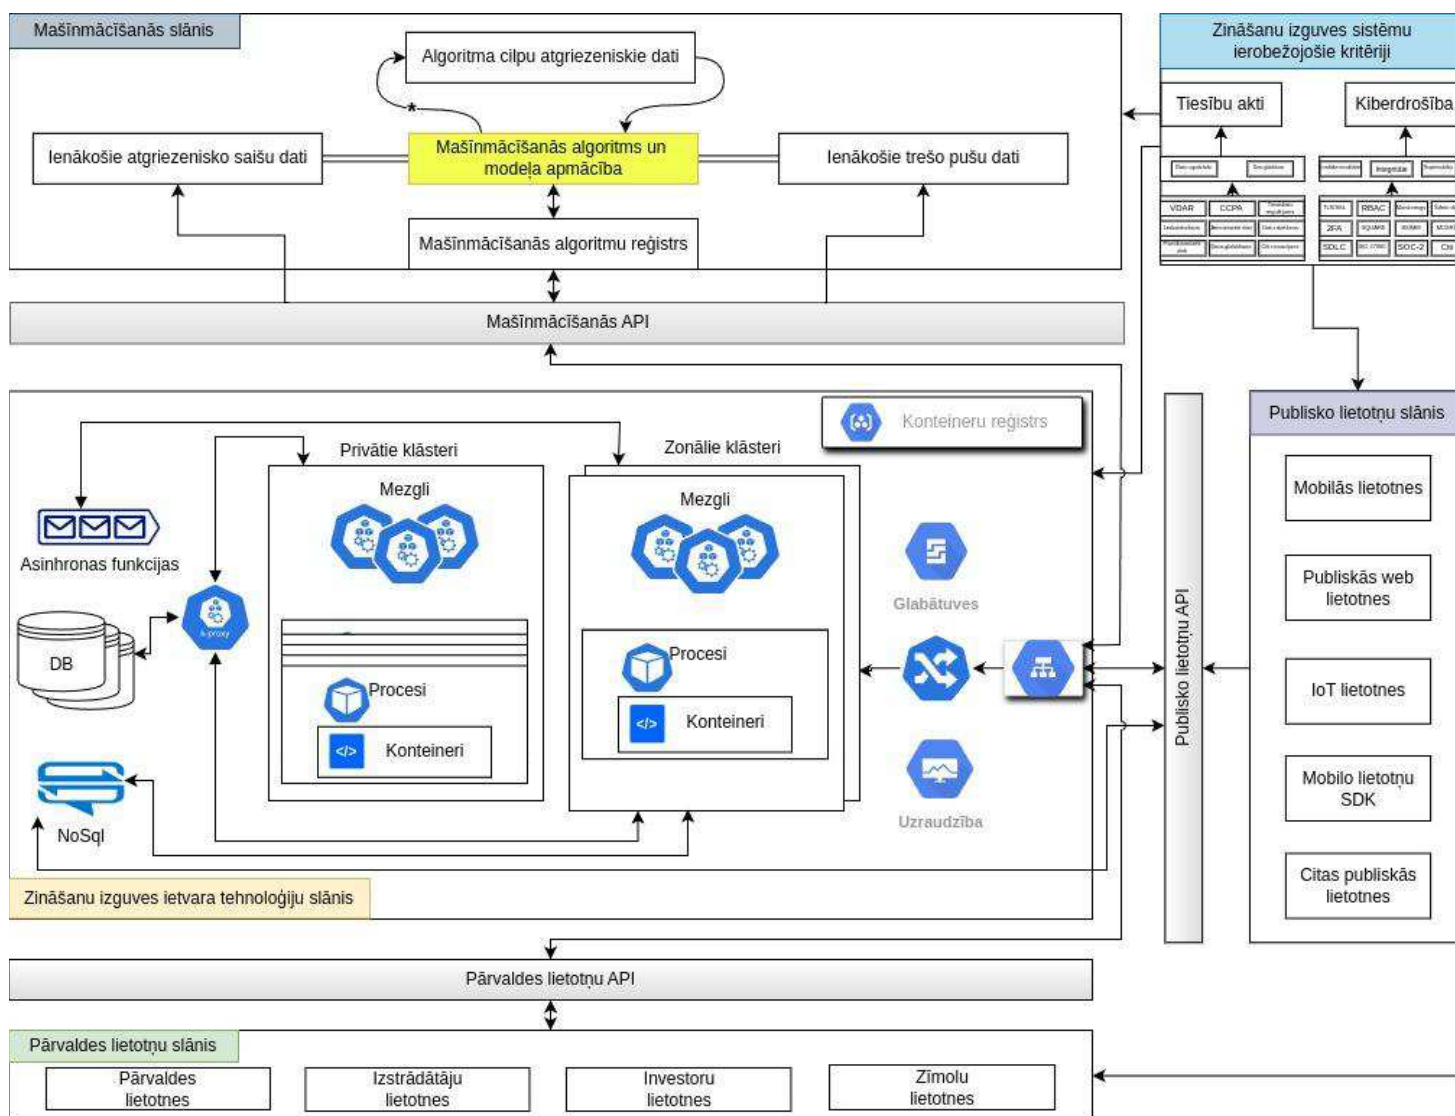 Mašīnmācīšanās slānis
Algoritma cilpu atgriezeniskie dati
*
Ienākošie atgriezenisko saišu dati
Mašīnmācīšanās algoritms un
modeļa apmācība
Ienākošie trešo pušu dati
Mašīnmācīšanās algoritmu reģistrs
Mašīnmācīšanās API
Zināšanu izguves sistēmu
ierobežojošie kritēriji
Tiesību akti
Kiberdrošība
Integritāte
VDAR
CCPA
RBAC
2FA
SQUARE
SDLC
SOC-2
Citi
Konteineru reģistrs
Privātie klāsteri
Zonālie klāsteri
Mezgli
Mezgli
Asinhronas funkcijas
k-proxy
DB
Procesi
</>
Konteineri
Procesi
</>
Konteineri
Glabātuves
Uzraudzība
NoSql
Zināšanu izguves ietvara tehnoloģiju slānis
Publisko lietotņu API
Publisko lietotņu slānis
Mobilās lietotnes
Publiskās web
lietotnes
IoT lietotnes
Mobilo lietotņu
SDK
Citas publiskās
lietotnes
Pārvaldes lietotņu API
Pārvaldes lietotņu slānis
Pārvaldes
lietotnes
Izstrādātāju
lietotnes
Investoru
lietotnes
Zīmolu
lietotnes